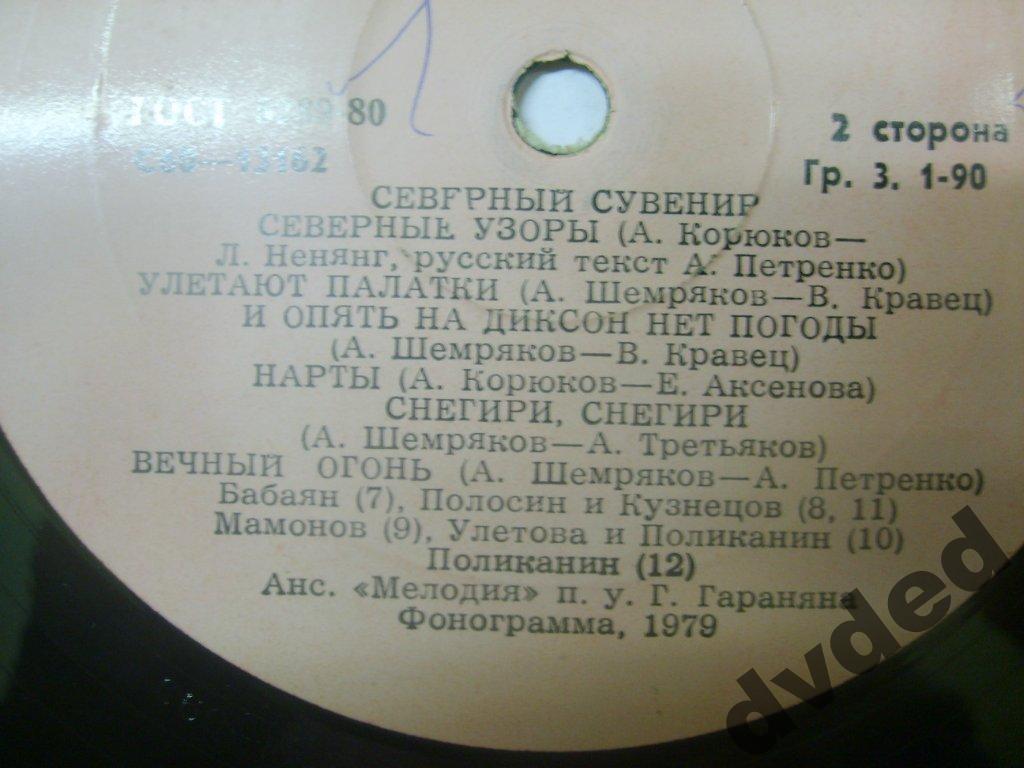 ГОСТ 80
2 сторона
Гр. 3. 1-90
СЕВЕРНЫЙ СУВЕНИР
СЕВЕРНЫЕ УЗОРЫ (А. Корюков—
Л. Ненянг, русский текст А. Петренко)
УЛЕТАЮТ ПАЛАТКИ (А. Шемряков—В. Кравец)
И ОПЯТЬ НА ДИКСОН НЕТ ПОГОДЫ
(А. Шемряков—В. Кравец)
НАРТЫ (А. Корюков—Е. Аксенова)
СНЕГИРИ, СНЕГИРИ
(А. Шемряков—А. Третьяков)
ВЕЧНЫЙ ОГОНЬ (А. Шемряков—А. Петренко)
Бабаян (7), Полосин и Кузнецов (8, 11)
Мамонов (9), Улетова и Поликанин (10)
Поликанин (12)
Анс. «Мелодия» п. у. Г. Гараняна
Фонограмма, 1979
dvded